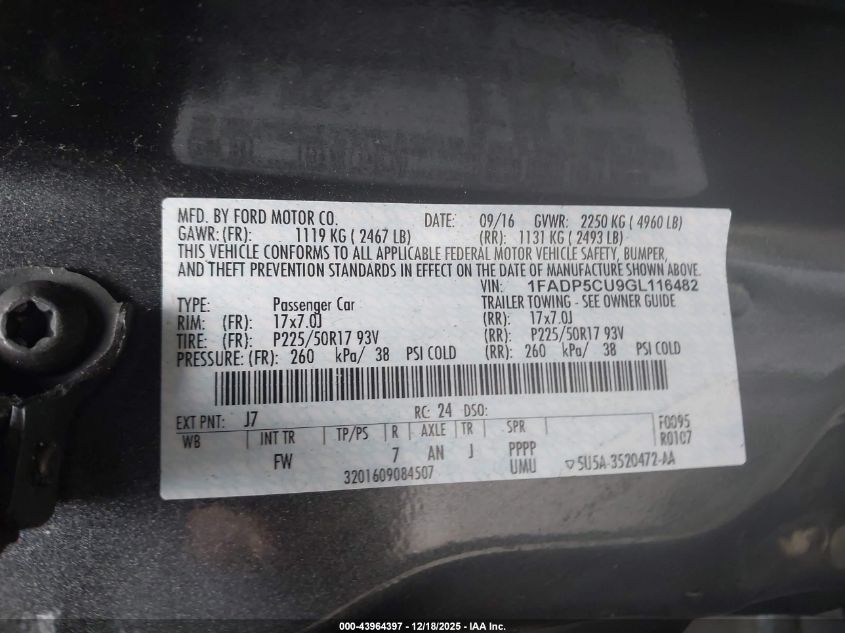 MFD. BY FORD MOTOR CO. DATE: 09/16 GVWR: 2250 KG ( 4960 LB)
GAWR: (FR): 1119 KG ( 2467 LB) (RR): 1131 KG ( 2493 LB)
THIS VEHICLE CONFORMS TO ALL APPLICABLE FEDERAL MOTOR VEHICLE SAFETY, BUMPER,
AND THEFT PREVENTION STANDARDS IN EFFECT ON THE DATE OF MANUFACTURE SHOWN ABOVE.
VIN: 1FADP5CU9GL116482
TYPE: Passenger Car TRAILER TOWING - SEE OWNER GUIDE
RIM: (FR): 17x7.0J (RR): 17x7.0J
TIRE: (FR): P225/50R17 93V (RR): P225/50R17 93V
PRESSURE: (FR): 260 kPa/ 38 PSI COLD (RR): 260 kPa/ 38 PSI COLD
EXT PNT: J7 RC: 24 DSO: F0095
WB INT TR TP/PS R AXLE TR SPR R0107
FW 7 AN J PPPP
3201609084507 UMU ▽5U5A-3520472-AA
000-43964397 - 12/18/2025 - IAA Inc.